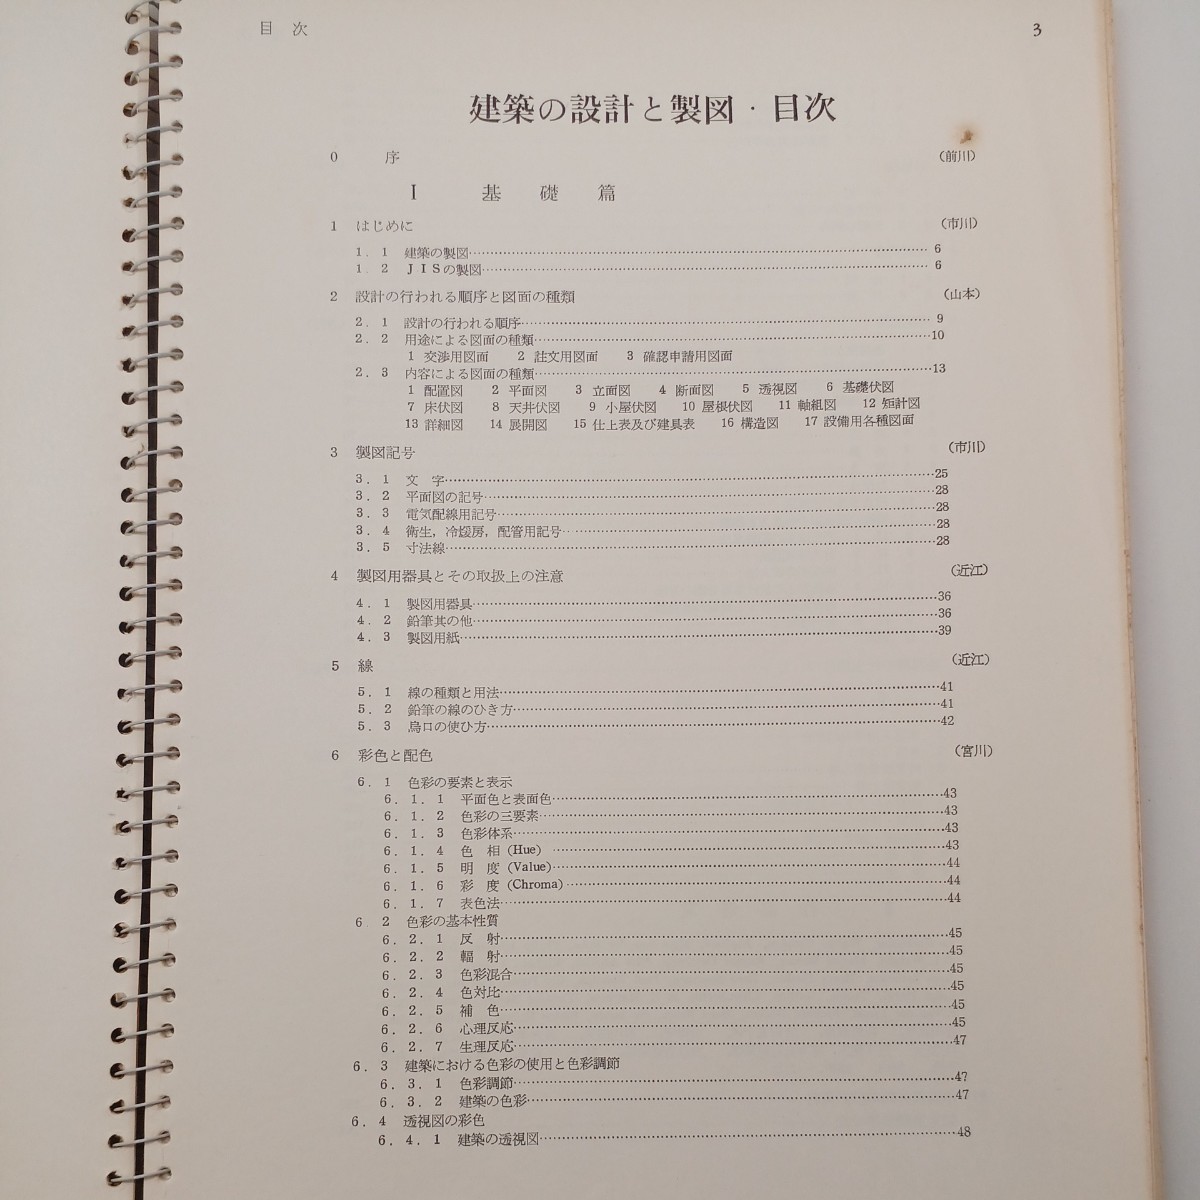 目 次 3
建築の設計と製図・目次
0 序 (前川)
I 基礎篇
1 はじめに (市川)
1．1 建築の製図 6
1．2 JISの製図 6
2 設計の行われる順序と図面の種類 (山本)
2．1 設計の行われる順序 9
2．2 用途による図面の種類 10
1 交渉用図面 2 註文用図面 3 確認申請用図面
2．3 内容による図面の種類 13
1 配置図 2 平面図 3 立面図 4 断面図 5 透視図 6 基礎伏図
7 床伏図 8 天井伏図 9 小屋伏図 10 屋根伏図 11 軸組図 12 矩計図
13 詳細図 14 展開図 15 仕上表及び建具表 16 構造図 17 設備用各種図面
3 製図記号 (市川)
3．1 文 字 25
3．2 平面図の記号 28
3．3 電気配線用記号 28
3．4 衛生，冷煖房，配管用記号 28
3．5 寸法線 28
4 製図用器具とその取扱上の注意 (近江)
4．1 製図用器具 36
4．2 鉛筆其の他 36
4．3 製図用紙 39
5 線 (近江)
5．1 線の種類と用法 41
5．2 鉛筆の線のひき方 41
5．3 烏口の使ひ方 42
6 彩色と配色 (宮川)
6．1 色彩の要素と表示
6．1．1 平面色と表面色 43
6．1．2 色彩の三要素 43
6．1．3 色彩体系 43
6．1．4 色 相 (Hue) 43
6．1．5 明 度 (Value) 44
6．1．6 彩 度 (Chroma) 44
6．1．7 表色法 44
6．2 色彩の基本性質
6．2．1 反 射 45
6．2．2 輻 射 45
6．2．3 色彩混合 45
6．2．4 色対比 45
6．2．5 補 色 45
6．2．6 心理反応 45
6．2．7 生理反応 47
6．3 建築における色彩の使用と色彩調節
6．3．1 色彩調節 47
6．3．2 建築の色彩 47
6．4 透視図の彩色
6．4．1 建築の透視図 48